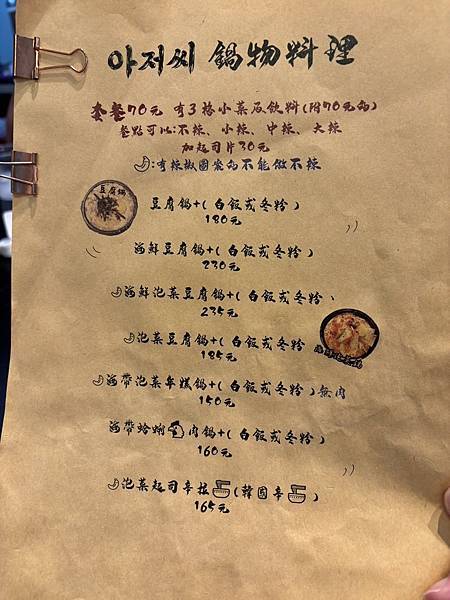 아저씨 鍋物料理
套餐70元 有3格小菜及飲料(附70元的)
餐點可以:不辣、小辣、中辣、大辣
加起司片30元
:有辣椒圖案的不能做不辣
豆腐鍋
豆腐鍋+(白飯或冬粉)
180元
海鮮豆腐鍋+(白飯或冬粉)
230元
海鮮泡菜豆腐鍋+(白飯或冬粉、
235元
泡菜豆腐鍋+(白飯或冬粉
185元
海帶泡菜年糕鍋+(白飯或冬粉)無肉
150元
海帶蛤蜊肉鍋+(白飯或冬粉)
160元
泡菜起司辛拉(韓國辛)
165元